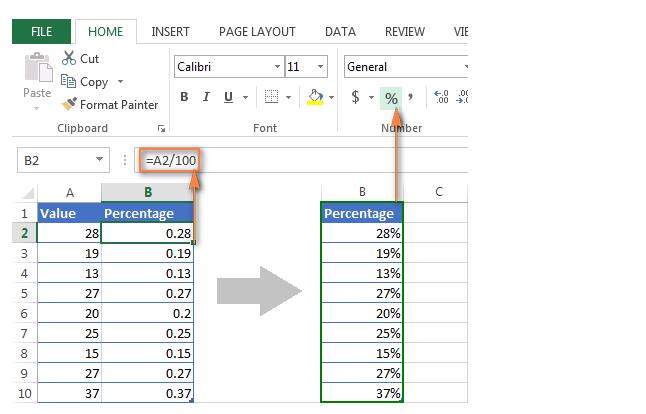 FILE HOME INSERT PAGE LAYOUT DATA REVIEW VIE
Cut
Copy
Paste
Format Painter
Clipboard
Calibri 11
B I U
Font
General
$ % , .00
Number
B2 =A2/100
A B B C
1 Value Percentage Percentage
2 28 0.28 28%
3 19 0.19 19%
4 13 0.13 13%
5 27 0.27 27%
6 20 0.2 20%
7 25 0.25 25%
8 15 0.15 15%
9 27 0.27 27%
10 37 0.37 37%